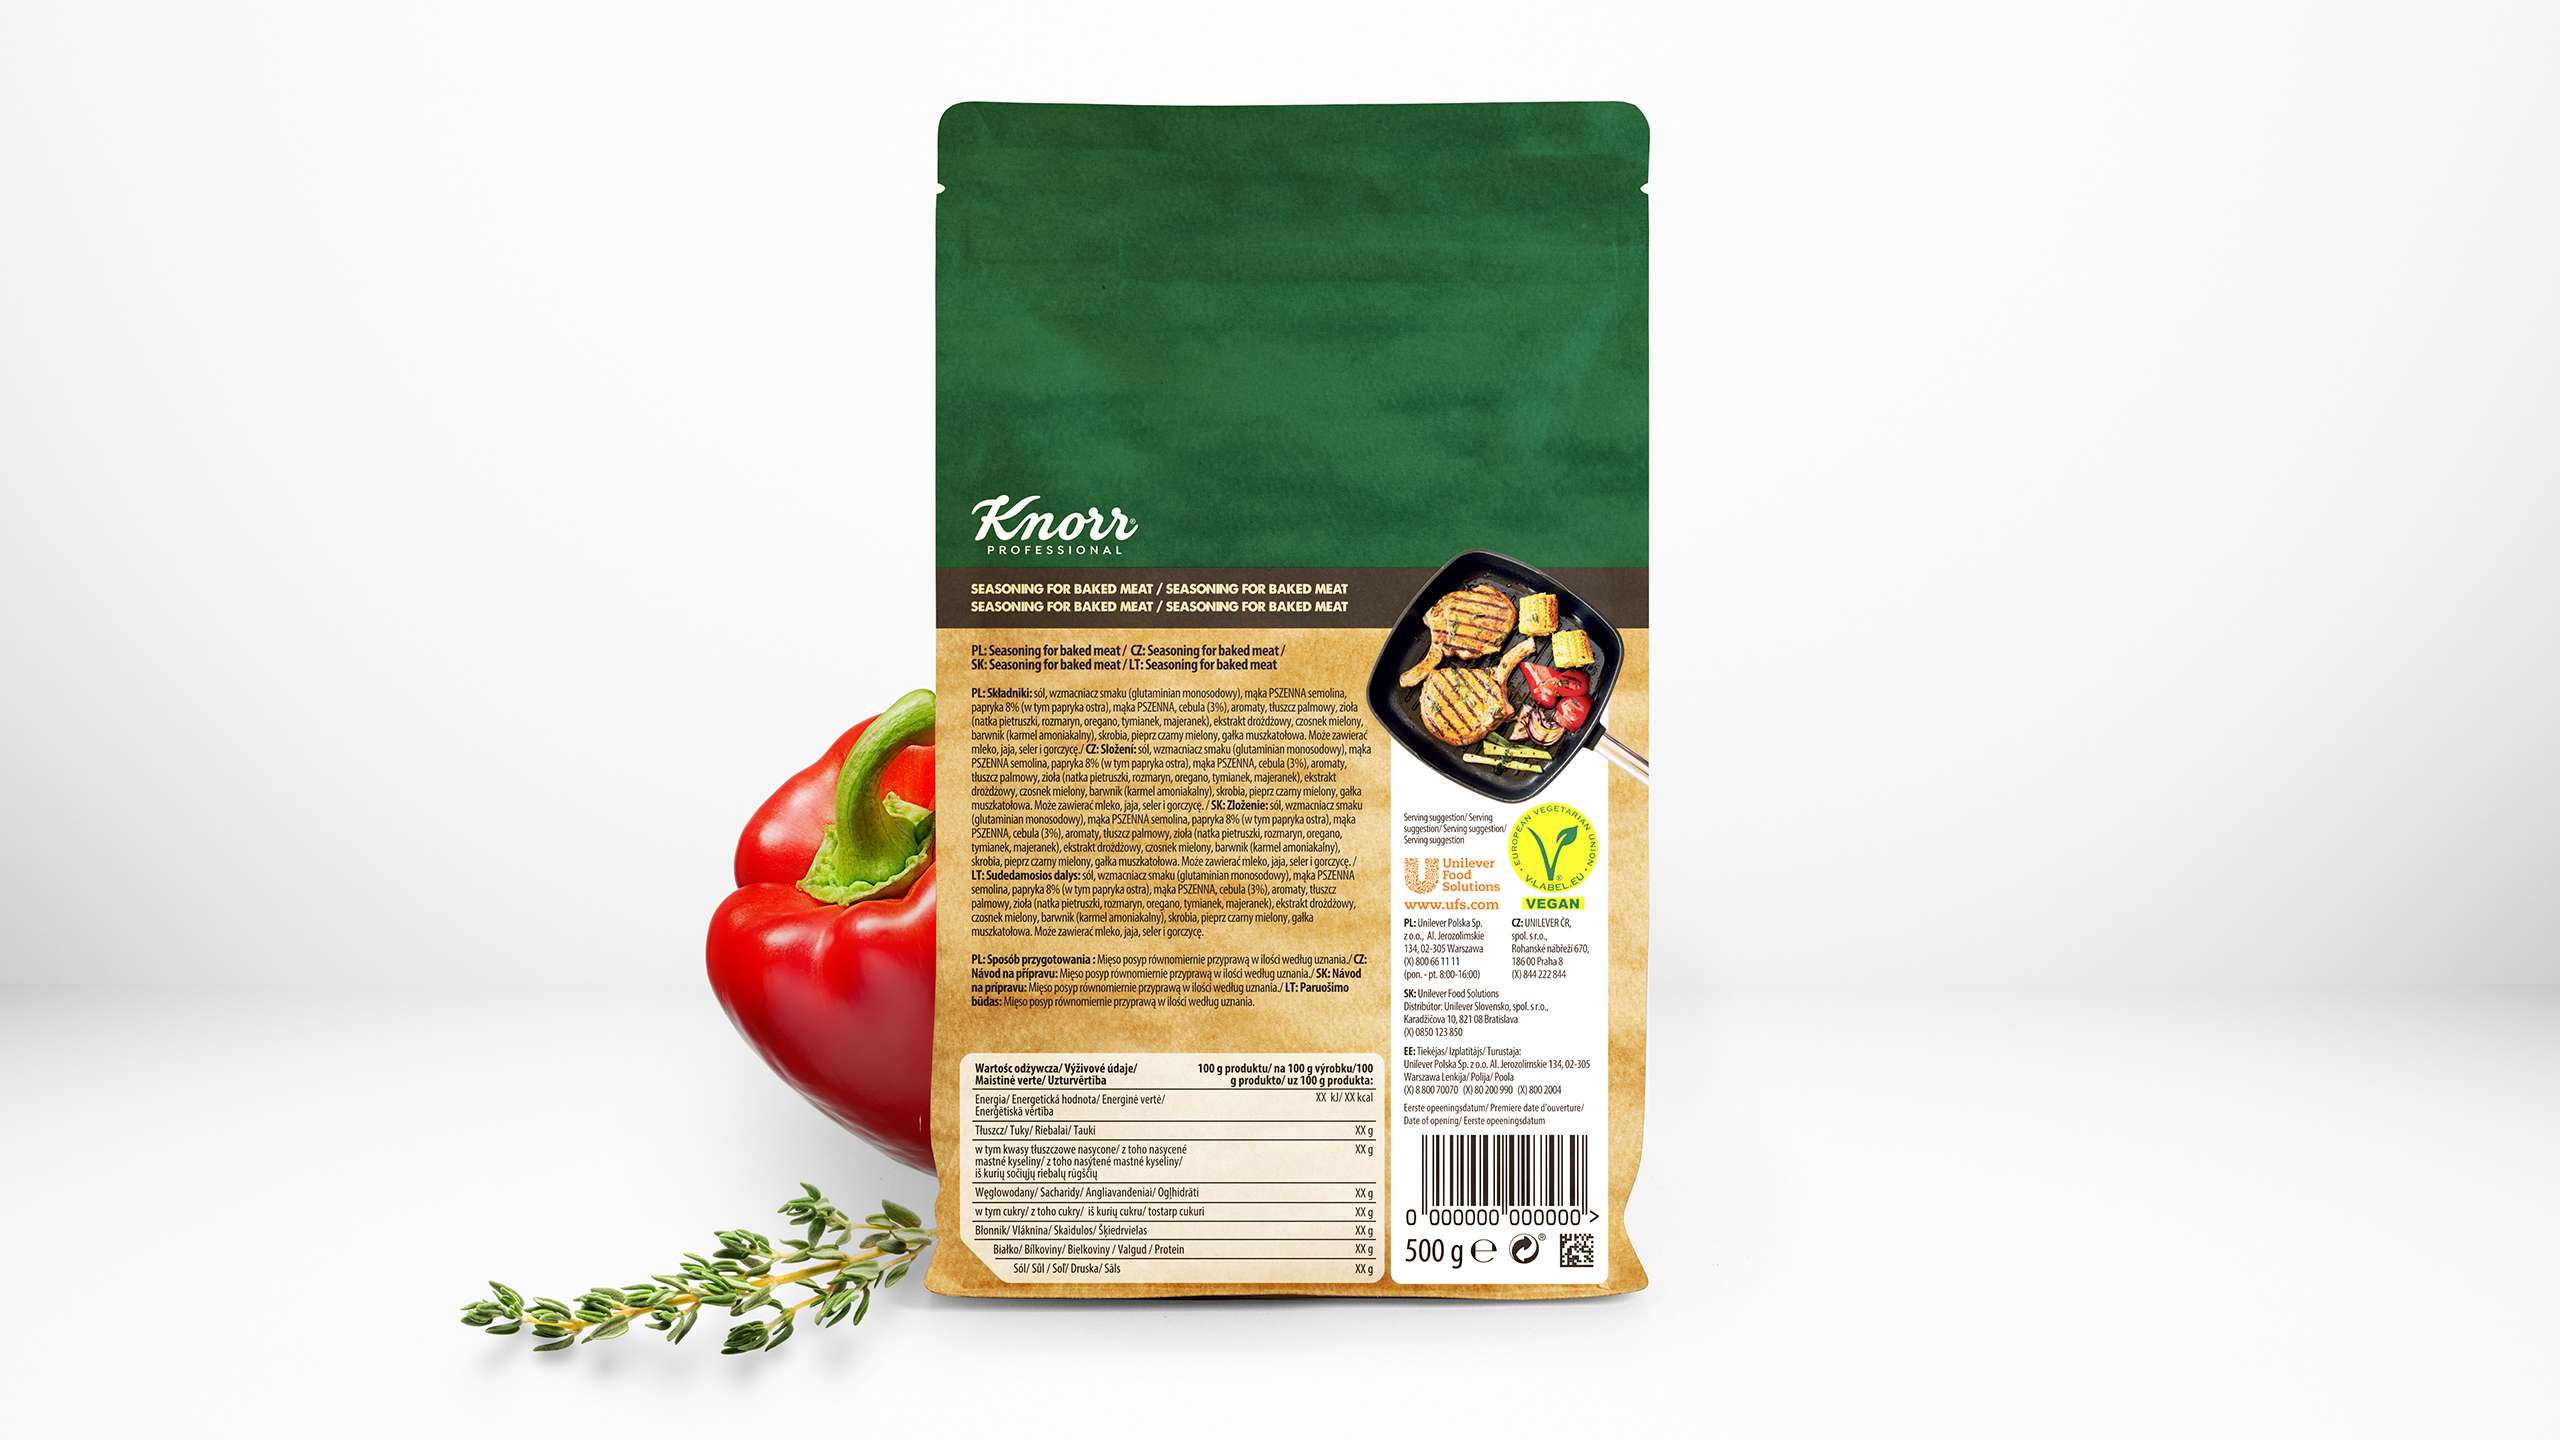 Knorr®
PROFESSIONAL
SEASONING FOR BAKED MEAT / SEASONING FOR BAKED MEAT
SEASONING FOR BAKED MEAT / SEASONING FOR BAKED MEAT
PL: Seasoning for baked meat / CZ: Seasoning for baked meat /
SK: Seasoning for baked meat / LT: Seasoning for baked meat
PL: Składniki: sól, wzmacniacz smaku (glutaminian monosodowy), mąka PSZENNA semolina,
papryka 8% (w tym papryka ostra), mąka PSZENNA, cebula (3%), aromaty, tłuszcz palmowy, zioła
(natka pietruszki, rozmaryn, oregano, tymianek, majeranek), ekstrakt drożdżowy, czosnek mielony,
barwnik (karmel amoniakalny), skrobia, pieprz czarny mielony, gałka muszkatołowa. Może zawierać
mleko, jaja, seler i gorczycę./ CZ: Složení: sól, wzmacniacz smaku (glutaminian monosodowy), mąka
PSZENNA semolina, papryka 8% (w tym papryka ostra), mąka PSZENNA, cebula (3%), aromaty,
tłuszcz palmowy, zioła (natka pietruszki, rozmaryn, oregano, tymianek, majeranek), ekstrakt
drożdżowy, czosnek mielony, barwnik (karmel amoniakalny), skrobia, pieprz czarny mielony, gałka
muszkatołowa. Może zawierać mleko, jaja, seler i gorczycę. / SK: Zloženie: sól, wzmacniacz smaku
(glutaminian monosodowy), mąka PSZENNA semolina, papryka 8% (w tym papryka ostra), mąka
PSZENNA, cebula (3%), aromaty, tłuszcz palmowy, zioła (natka pietruszki, rozmaryn, oregano,
tymianek, majeranek), ekstrakt drożdżowy, czosnek mielony, barwnik (karmel amoniakalny),
skrobia, pieprz czarny mielony, gałka muszkatołowa. Może zawierać mleko, jaja, seler i gorczycę. /
LT: Sudedamosios dalys: sól, wzmacniacz smaku (glutaminian monosodowy), mąka PSZENNA
semolina, papryka 8% (w tym papryka ostra), mąka PSZENNA, cebula (3%), aromaty, tłuszcz
palmowy, zioła (natka pietruszki, rozmaryn, oregano, tymianek, majeranek), ekstrakt drożdżowy,
czosnek mielony, barwnik (karmel amoniakalny), skrobia, pieprz czarny mielony, gałka
muszkatołowa. Może zawierać mleko, jaja, seler i gorczycę.
PL: Sposób przygotowania : Mięso posyp równomiernie przyprawą w ilości według uznania./ CZ:
Návod na přípravu: Mięso posyp równomiernie przyprawą w ilości według uznania./ SK: Návod
na prípravu: Mięso posyp równomiernie przyprawą w ilości według uznania./ LT: Paruošimo
būdas: Mięso posyp równomiernie przyprawą w ilości według uznania.
Wartośc odżywcza/ Výživové údaje/
Maistinė verte/ Uzturvērtība
100 g produktu/ na 100 g výrobku/100
g produkto/ uz 100 g produkta:
Energia/ Energetická hodnota/ Energinė vertė/
Enerģētiskā vērtība
XX kJ/ XX kcal
Tłuszcz/ Tuky/ Riebalai/ Tauki XX g
w tym kwasy tłuszczowe nasycone/ z toho nasycené
mastné kyseliny/ z toho nasýtené mastné kyseliny/
iš kurių sočiųjų riebalų rūgščių
XX g
Węglowodany/ Sacharidy/ Angliavandeniai/ Ogļhidrāti XX g
w tym cukry/ z toho cukry/ iš kurių cukru/ tostarp cukuri XX g
Błonnik/ Vláknina/ Skaidulos/ Šķiedrvielas XX g
Białko/ Bílkoviny/ Bielkoviny / Valgud / Protein XX g
Sól/ Sůl / Soľ/ Druska/ Sāls XX g
Serving suggestion/ Serving
suggestion/ Serving suggestion/
Serving suggestion
EUROPEAN VEGETARIAN UNION
V-LABEL.EU
®
VEGAN
Unilever
Food
Solutions
www.ufs.com
PL: Unilever Polska Sp.
z o.o., Al. Jerozolimskie
134, 02-305 Warszawa
(X) 800 66 11 11
(pon. - pt. 8:00-16:00)
CZ: UNILEVER ČR,
spol. s r.o.,
Rohanské nábřeží 670,
186 00 Praha 8
(X) 844 222 844
SK: Unilever Food Solutions
Distribútor: Unilever Slovensko, spol. s r.o.,
Karadžičova 10, 821 08 Bratislava
(X) 0850 123 850
EE: Tiekėjas/ Izplatītājs/ Turustaja:
Unilever Polska Sp. z o.o. Al. Jerozolimskie 134, 02-305
Warszawa Lenkija/ Polija/ Poola
(X) 8 800 70070 (X) 80 200 990 (X) 800 2004
Eerste opeeningsdatum/ Premiere date d'ouverture/
Date of opening/ Eerste opeeningsdatum
0 000000 000000 >
500 g ℮ ®